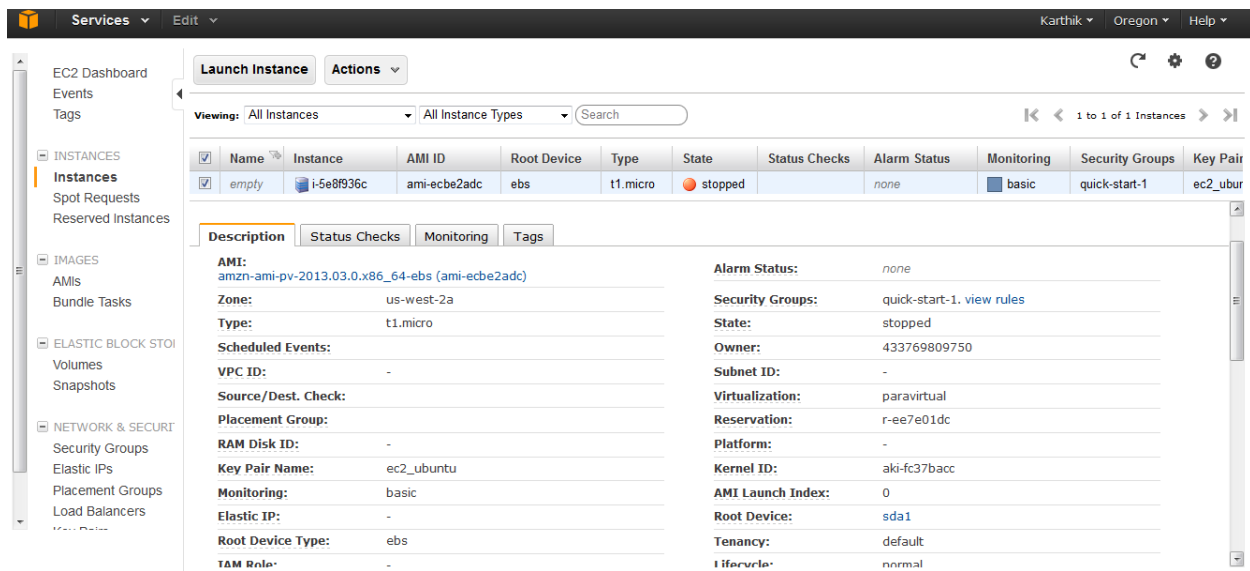 Services Edit Karthik Oregon Help
EC2 Dashboard
Events
Tags
INSTANCES
Instances
Spot Requests
Reserved Instances
IMAGES
AMIs
Bundle Tasks
ELASTIC BLOCK STO
Volumes
Snapshots
NETWORK & SECURI
Security Groups
Elastic IPs
Placement Groups
Load Balancers
Launch Instance Actions
Viewing: All Instances All Instance Types Search 1 to 1 of 1 Instances
Name Instance AMI ID Root Device Type State Status Checks Alarm Status Monitoring Security Groups Key Pair
empty i-5e8f936c ami-ecbe2adc ebs t1.micro stopped none basic quick-start-1 ec2_ubur
Description Status Checks Monitoring Tags
AMI:
amzn-ami-pv-2013.03.0.x86_64-ebs (ami-ecbe2adc)
Alarm Status: none
Zone: us-west-2a Security Groups: quick-start-1. view rules
Type: t1.micro State: stopped
Scheduled Events: Owner: 433769809750
VPC ID: - Subnet ID: -
Source/Dest. Check: Virtualization: paravirtual
Placement Group: Reservation: r-ee7e01dc
RAM Disk ID: - Platform: -
Key Pair Name: ec2_ubuntu Kernel ID: aki-fc37bacc
Monitoring: basic AMI Launch Index: 0
Elastic IP: - Root Device: sda1
Root Device Type: ebs Tenancy: default
IAM Role: - Lifecycle: normal